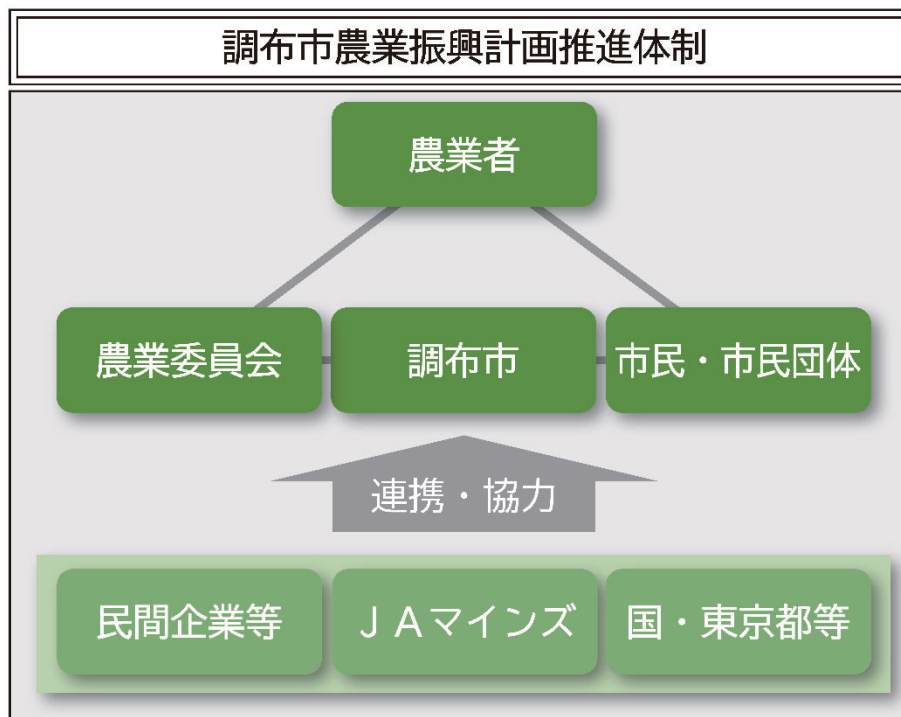 調布市農業振興計画推進体制
農業者
農業委員会
調布市
市民・市民団体
連携・協力
民間企業等
ＪＡマインズ
国・東京都等